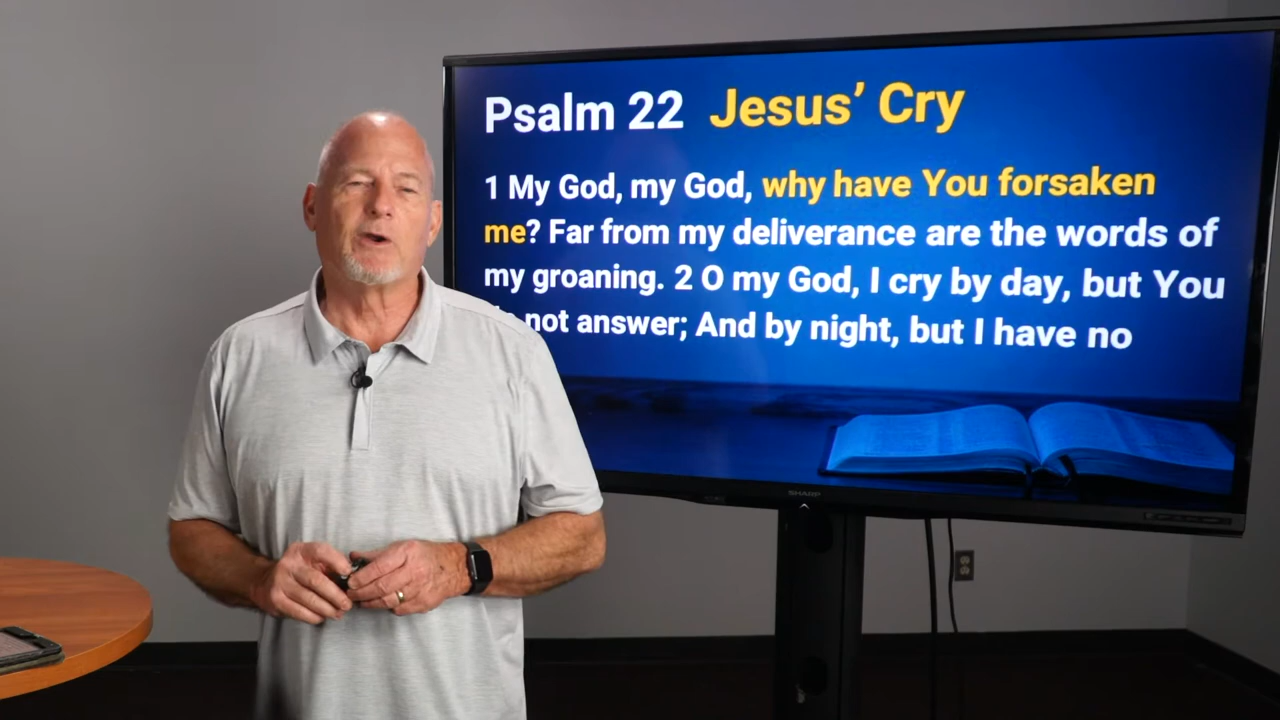 Psalm 22 Jesus’ Cry
1 My God, my God, why have You forsaken
me? Far from my deliverance are the words of
my groaning. 2 O my God, I cry by day, but You
not answer; And by night, but I have no
SHARP